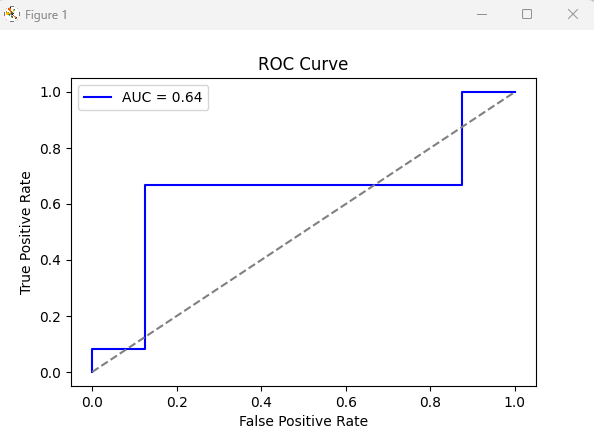 Figure 1
ROC Curve
AUC = 0.64
True Positive Rate
1.0
0.8
0.6
0.4
0.2
0.0
0.0 0.2 0.4 0.6 0.8 1.0
False Positive Rate